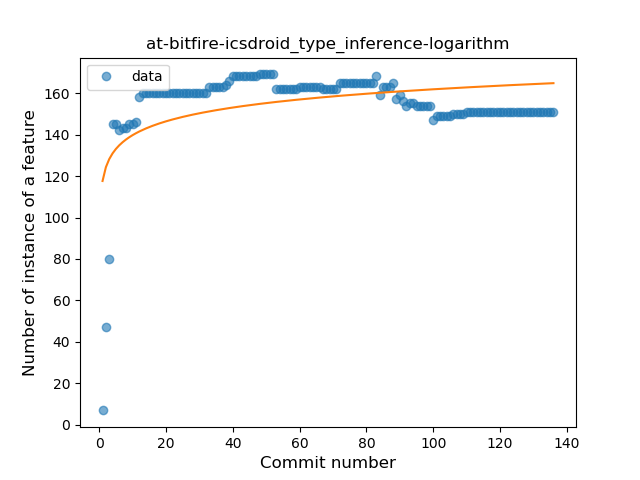 at-bitfire-icsdroid_type_inference-logarithm
data
Number of instance of a feature
160
140
120
100
80
60
40
20
0
0 20 40 60 80 100 120 140
Commit number